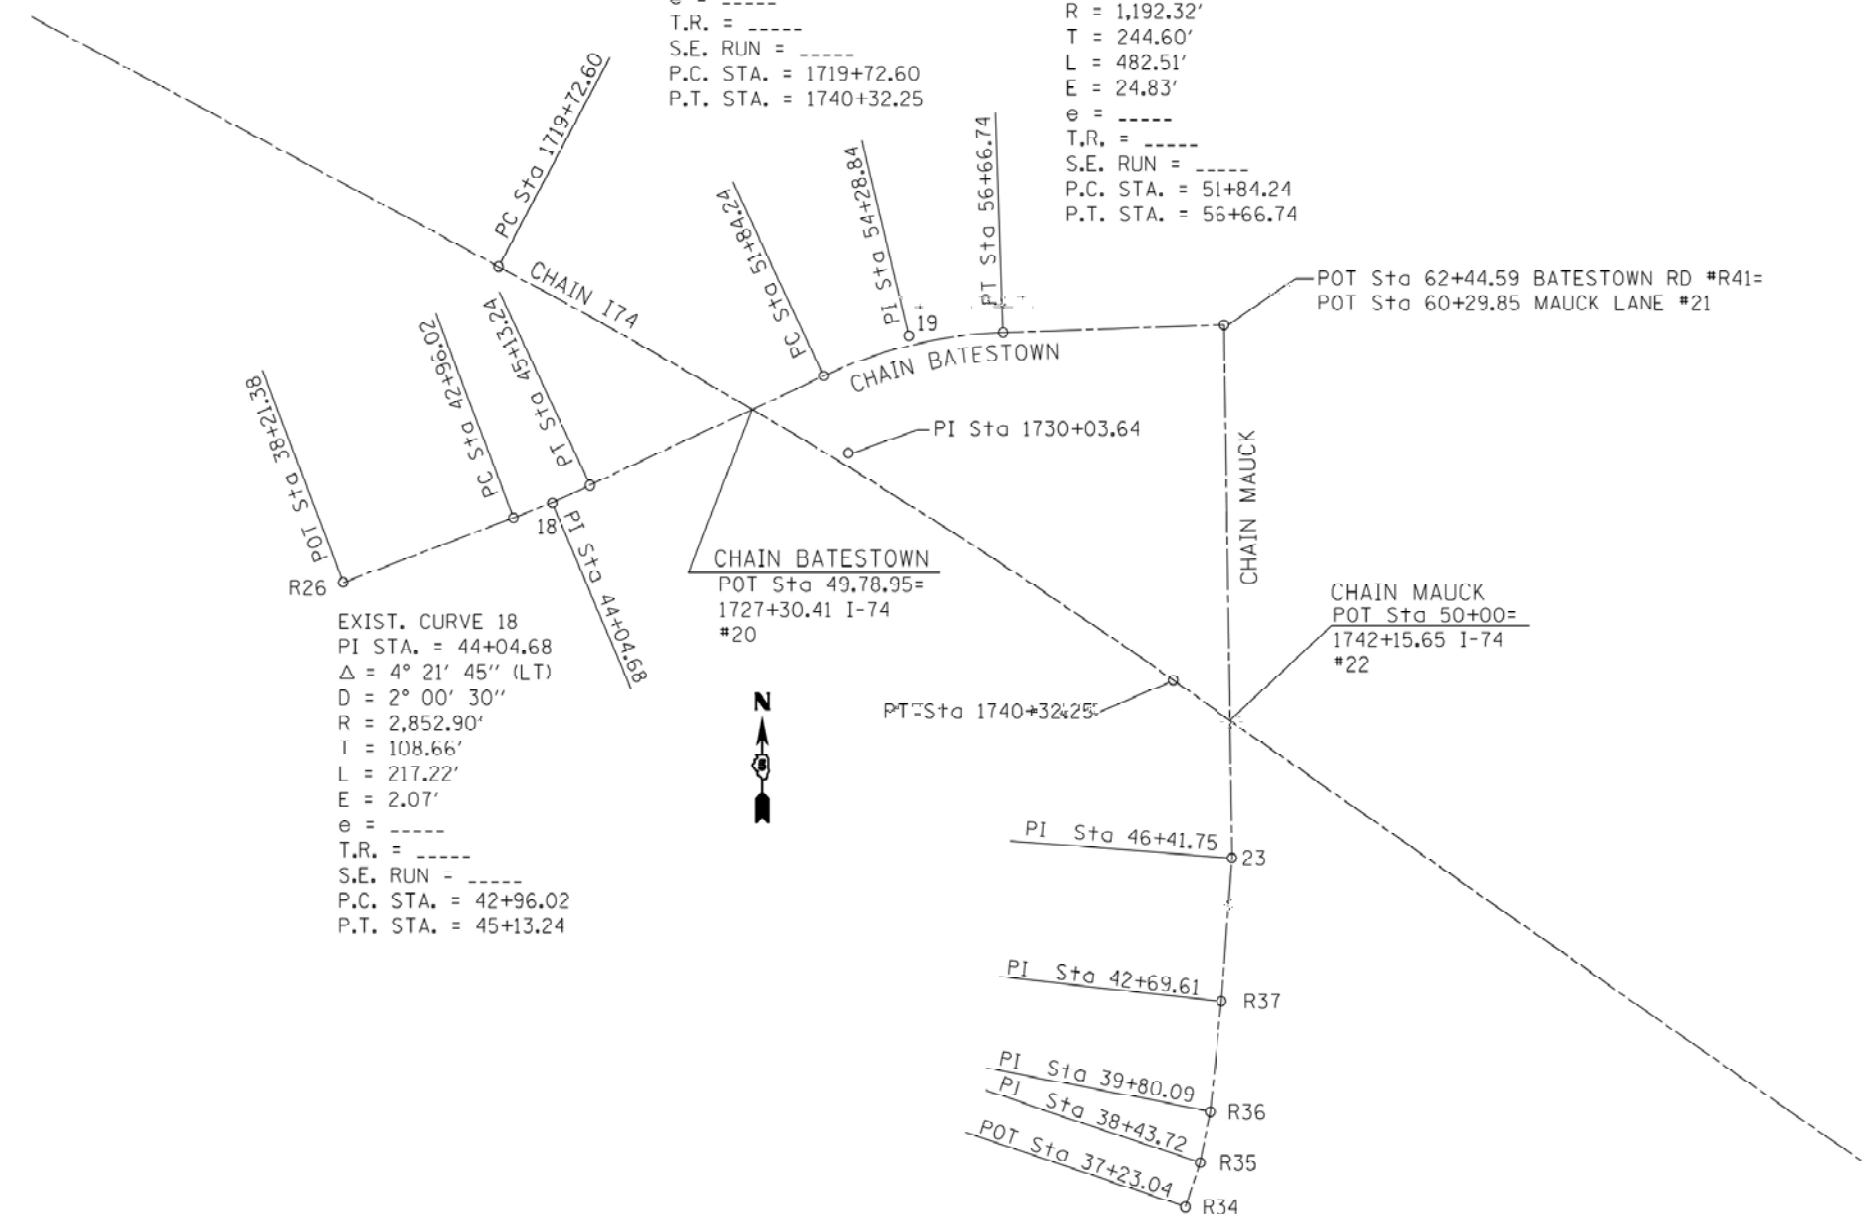 T.R. = -----
S.E. RUN = -----
P.C. STA. = 1719+72.60
P.T. STA. = 1740+32.25
R = 1,192.32'
T = 244.60'
L = 482.51'
E = 24.83'
e = -----
T.R. = -----
S.E. RUN = -----
P.C. STA. = 51+84.24
P.T. STA. = 56+66.74
PC Sta 1719+72.60
CHAIN I74
POT Sta 38+21.38
PC Sta 42+96.02
PT Sta 45+13.24
PC Sta 51+84.24
PI Sta 54+28.84
19
PT Sta 56+66.74
CHAIN BATESTOWN
POT Sta 62+44.59 BATESTOWN RD #R41=
POT Sta 60+29.85 MAUCK LANE #21
PI Sta 1730+03.64
CHAIN MAUCK
18
PI Sta 44+04.68
R26
CHAIN BATESTOWN
POT Sta 49.78.95=
1727+30.41 I-74
#20
EXIST. CURVE 18
PI STA. = 44+04.68
Δ = 4° 21' 45'' (LT)
D = 2° 00' 30''
R = 2,852.90'
T = 108.66'
L = 217.22'
E = 2.07'
e = -----
T.R. = -----
S.E. RUN = -----
P.C. STA. = 42+96.02
P.T. STA. = 45+13.24
N
CHAIN MAUCK
POT Sta 50+00=
1742+15.65 I-74
#22
PT Sta 1740+32.25
PI Sta 46+41.75
23
PI Sta 42+69.61
R37
PI Sta 39+80.09
R36
PI Sta 38+43.72
R35
POT Sta 37+23.04
R34